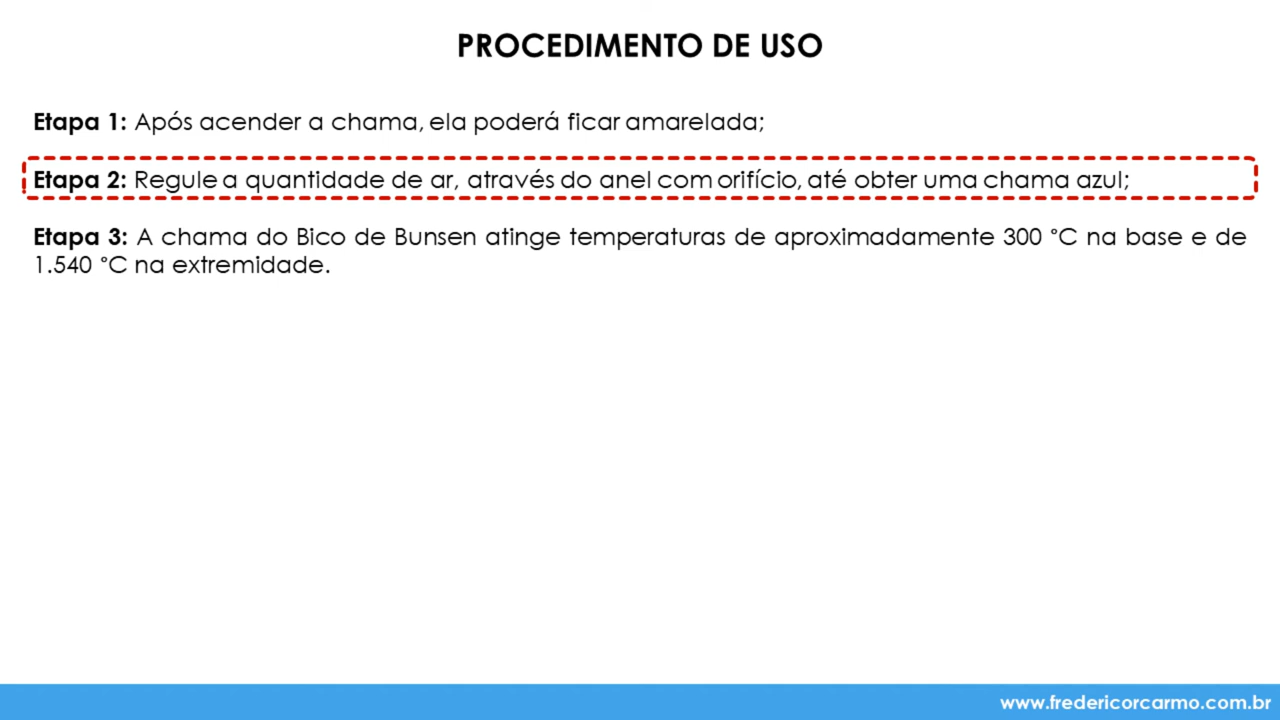 PROCEDIMENTO DE USO
Etapa 1: Após acender a chama, ela poderá ficar amarelada;
Etapa 2: Regule a quantidade de ar, através do anel com orifício, até obter uma chama azul;
Etapa 3: A chama do Bico de Bunsen atinge temperaturas de aproximadamente 300 °C na base e de
1.540 °C na extremidade.
www.fredericorcarmo.com.br